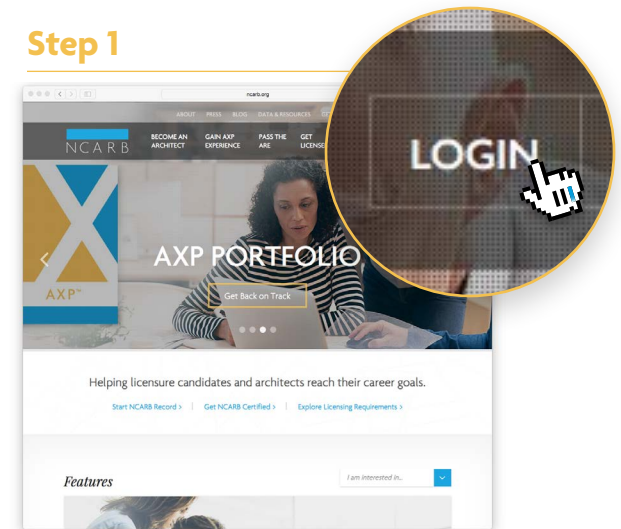 Step 1
ncarb.org
ABOUT PRESS BLOG DATA & RESOURCES
NCARB
BECOME AN ARCHITECT
GAIN AXP EXPERIENCE
PASS THE ARE
GET
LOGIN
AXP™
AXP PORTFOLIO
Get Back on Track
Helping licensure candidates and architects reach their career goals.
Start NCARB Record > | Get NCARB Certified > | Explore Licensing Requirements >
Features
I am interested in...